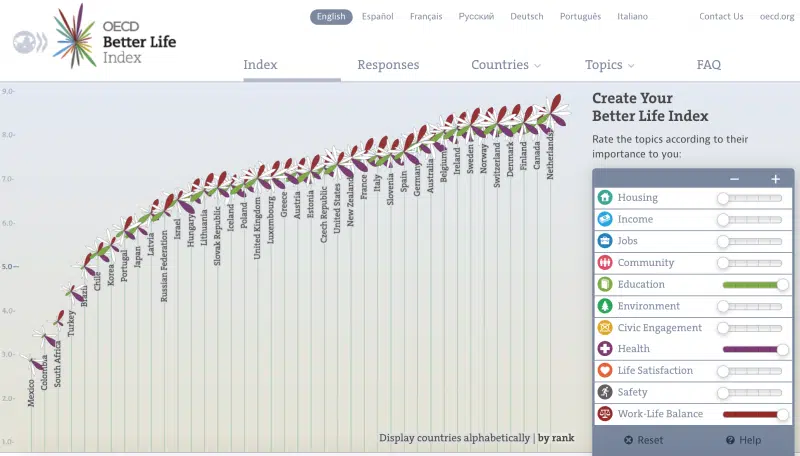 OECD
Better Life
Index
English Español Français Русский Deutsch Português Italiano Contact Us oecd.org
Index Responses Countries Topics FAQ
9.0
8.0
7.0
6.0
5.0
4.0
3.0
2.0
1.0
Mexico
Colombia
South Africa
Turkey
Brazil
Chile
Korea
Portugal
Japan
Latvia
Russian Federation
Israel
Hungary
Lithuania
Slovak Republic
Iceland
Poland
United Kingdom
Luxembourg
Greece
Austria
Estonia
Czech Republic
United States
New Zealand
France
Italy
Slovenia
Spain
Germany
Australia
Belgium
Ireland
Sweden
Norway
Switzerland
Denmark
Finland
Canada
Netherlands
Display countries alphabetically | by rank
Create Your
Better Life Index
Rate the topics according to their
importance to you:
− +
Housing
Income
Jobs
Community
Education
Environment
Civic Engagement
Health
Life Satisfaction
Safety
Work-Life Balance
Reset Help